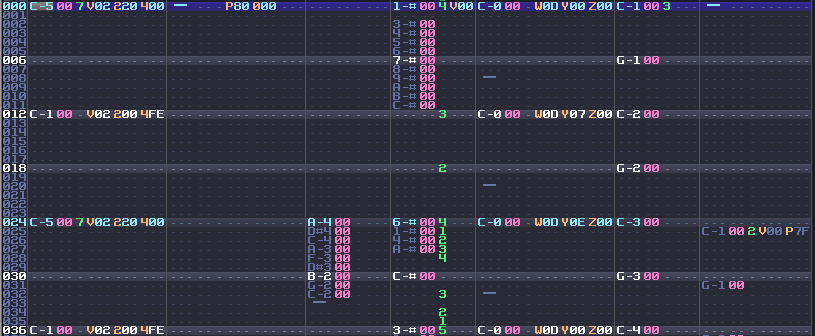 000 C-5 00 7 V02 220 400 — P80 000 1-# 00 4 V00 C-0 00 W0D Y00 Z00 C-1 00 3 —
001
002 3-# 00
003 4-# 00
004 5-# 00
005 6-# 00
006 7-# 00 G-1 00
007 8-# 00
008 9-# 00 —
009 A-# 00
010 B-# 00
011 C-# 00
012 C-1 00 V02 200 4FE 3 C-0 00 W0D Y07 Z00 C-2 00
013
014
015
016
017
018 2 G-2 00
019
020 —
021
022
023
024 C-5 00 7 V02 220 400 A-4 00 6-# 00 4 C-0 00 W0D Y0E Z00 C-3 00
025 D#4 00 1-# 00 1 C-1 00 2 V00 P7F
026 C-4 00 4-# 00 2
027 A-3 00 A-# 00 3
028 F-3 00 4
029 D#3 00
030 B-2 00 C-# 00 G-3 00
031 G-2 00 G-1 00
032 C-2 00 3 —
033 —
034 2
035 1
036 C-1 00 V02 200 4FE 3-# 00 5 C-0 00 W0D Y00 Z00 C-4 00